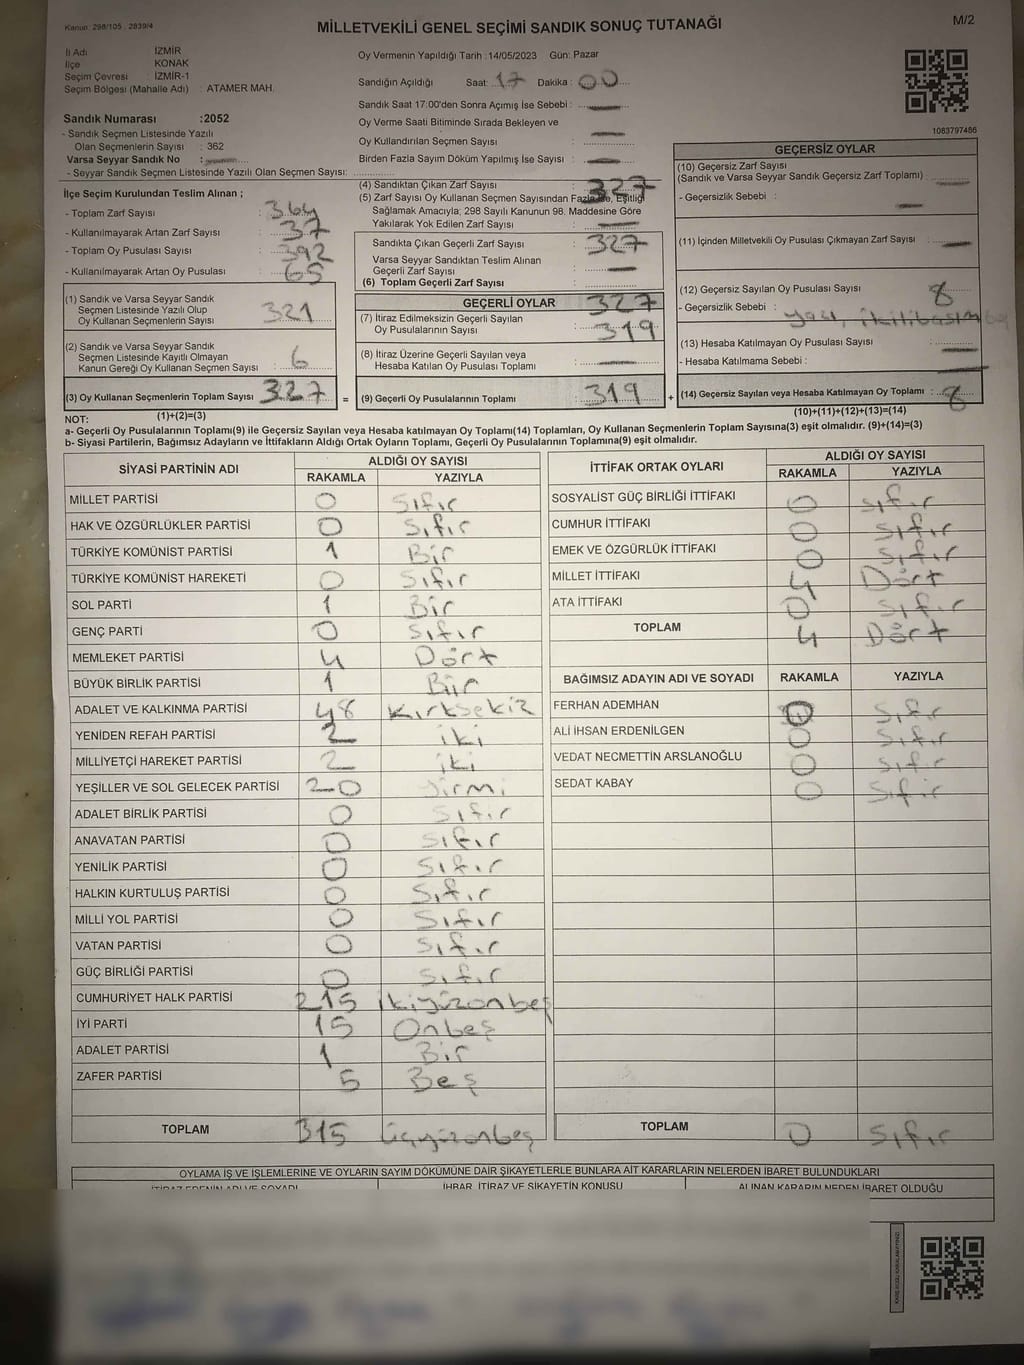 Kanun: 298/105 , 2839/4
MİLLETVEKİLİ GENEL SEÇİMİ SANDIK SONUÇ TUTANAĞI
M/2
İl Adı İZMİR
İlçe KONAK
Seçim Çevresi : İZMİR-1
Seçim Bölgesi (Mahalle Adı) : ATAMER MAH.
Sandık Numarası :2052
- Sandık Seçmen Listesinde Yazılı
Olan Seçmenlerin Sayısı : 362
Varsa Seyyar Sandık No :
- Seyyar Sandık Seçmen Listesinde Yazılı Olan Seçmen Sayısı:
Oy Vermenin Yapıldığı Tarih :14/05/2023 Gün: Pazar
Sandığın Açıldığı Saat: 17 Dakika : 00
Sandık Saat 17:00'den Sonra Açımış İse Sebebi :
Oy Verme Saati Bitiminde Sırada Bekleyen ve
Oy Kullandırılan Seçmen Sayısı :
Birden Fazla Sayım Döküm Yapılmış İse Sayısı :
1083797486
İlçe Seçim Kurulundan Teslim Alınan ;
- Toplam Zarf Sayısı : 364
- Kullanılmayarak Artan Zarf Sayısı : 37
- Toplam Oy Pusulası Sayısı : 392
- Kullanılmayarak Artan Oy Pusulası : 65
(1) Sandık ve Varsa Seyyar Sandık
Seçmen Listesinde Yazılı Olup
Oy Kullanan Seçmenlerin Sayısı : 321
(2) Sandık ve Varsa Seyyar Sandık
Seçmen Listesinde Kayıtlı Olmayan
Kanun Gereği Oy Kullanan Seçmen Sayısı : 6
(3) Oy Kullanan Seçmenlerin Toplam Sayısı 327 =
(1)+(2)=(3)
(4) Sandıktan Çıkan Zarf Sayısı : 327
(5) Zarf Sayısı Oy Kullanan Seçmen Sayısından Fazla İse, Eşitliği
Sağlamak Amacıyla; 298 Sayılı Kanunun 98. Maddesine Göre
Yakılarak Yok Edilen Zarf Sayısı :
Sandıkta Çıkan Geçerli Zarf Sayısı : 327
Varsa Seyyar Sandıktan Teslim Alınan
Geçerli Zarf Sayısı :
(6) Toplam Geçerli Zarf Sayısı :
GEÇERLİ OYLAR 327
(7) İtiraz Edilmeksizin Geçerli Sayılan
Oy Pusulalarının Sayısı : 319
(8) İtiraz Üzerine Geçerli Sayılan veya
Hesaba Katılan Oy Pusulası Toplamı :
(9) Geçerli Oy Pusulalarının Toplamı : 319 +
GEÇERSİZ OYLAR
(10) Geçersiz Zarf Sayısı
(Sandık ve Varsa Seyyar Sandık Geçersiz Zarf Toplamı) :
- Geçersizlik Sebebi :
(11) İçinden Milletvekili Oy Pusulası Çıkmayan Zarf Sayısı :
(12) Geçersiz Sayılan Oy Pusulası Sayısı : 8
- Geçersizlik Sebebi : yazı,
(13) Hesaba Katılmayan Oy Pusulası Sayısı :
- Hesaba Katılmama Sebebi :
(14) Geçersiz Sayılan veya Hesaba Katılmayan Oy Toplamı : 8
(10)+(11)+(12)+(13)=(14)
NOT:
a- Geçerli Oy Pusulalarının Toplamı(9) ile Geçersiz Sayılan veya Hesaba katılmayan Oy Toplamı(14) Toplamları, Oy Kullanan Seçmenlerin Toplam Sayısına(3) eşit olmalıdır. (9)+(14)=(3)
b- Siyasi Partilerin, Bağımsız Adayların ve İttifakların Aldığı Ortak Oyların Toplamı, Geçerli Oy Pusulalarının Toplamına(9) eşit olmalıdır.
SİYASİ PARTİNİN ADI ALDIĞI OY SAYISI
RAKAMLA YAZIYLA
MİLLET PARTİSİ 0 Sıfır
HAK VE ÖZGÜRLÜKLER PARTİSİ 0 Sıfır
TÜRKİYE KOMÜNİST PARTİSİ 1 Bir
TÜRKİYE KOMÜNİST HAREKETİ 0 Sıfır
SOL PARTİ 1 Bir
GENÇ PARTİ 0 Sıfır
MEMLEKET PARTİSİ 4 Dört
BÜYÜK BİRLİK PARTİSİ 1 Bir
ADALET VE KALKINMA PARTİSİ 48 Kırksekiz
YENİDEN REFAH PARTİSİ 2 iki
MİLLİYETÇİ HAREKET PARTİSİ 2 iki
YEŞİLLER VE SOL GELECEK PARTİSİ 20 Yirmi
ADALET BİRLİK PARTİSİ 0 Sıfır
ANAVATAN PARTİSİ 0 Sıfır
YENİLİK PARTİSİ 0 Sıfır
HALKIN KURTULUŞ PARTİSİ 0 Sıfır
MİLLİ YOL PARTİSİ 0 Sıfır
VATAN PARTİSİ 0 Sıfır
GÜÇ BİRLİĞİ PARTİSİ 0 Sıfır
CUMHURİYET HALK PARTİSİ 215 ikiyüzonbeş
İYİ PARTİ 15 Onbeş
ADALET PARTİSİ 1 Bir
ZAFER PARTİSİ 5 Beş
TOPLAM 315 üçyüzonbeş
İTTİFAK ORTAK OYLARI ALDIĞI OY SAYISI
RAKAMLA YAZIYLA
SOSYALİST GÜÇ BİRLİĞİ İTTİFAKI 0 Sıfır
CUMHUR İTTİFAKI 0 Sıfır
EMEK VE ÖZGÜRLÜK İTTİFAKI 0 Sıfır
MİLLET İTTİFAKI 4 Dört
ATA İTTİFAKI 0 Sıfır
TOPLAM 4 Dört
BAĞIMSIZ ADAYIN ADI VE SOYADI RAKAMLA YAZIYLA
FERHAN ADEMHAN 0 Sıfır
ALİ İHSAN ERDENİLGEN 0 Sıfır
VEDAT NECMETTİN ARSLANOĞLU 0 Sıfır
SEDAT KABAY 0 Sıfır
TOPLAM 0 Sıfır
OYLAMA İŞ VE İŞLEMLERİNE VE OYLARIN SAYIM DÖKÜMÜNE DAİR ŞİKAYETLERLE BUNLARA AİT KARARLARIN NELERDEN İBARET BULUNDUKLARI
İTİRAZ EDENİN ADI VE SOYADI İHBAR, İTİRAZ VE ŞİKAYETİN KONUSU ALINAN KARARIN NEDEN İBARET OLDUĞU